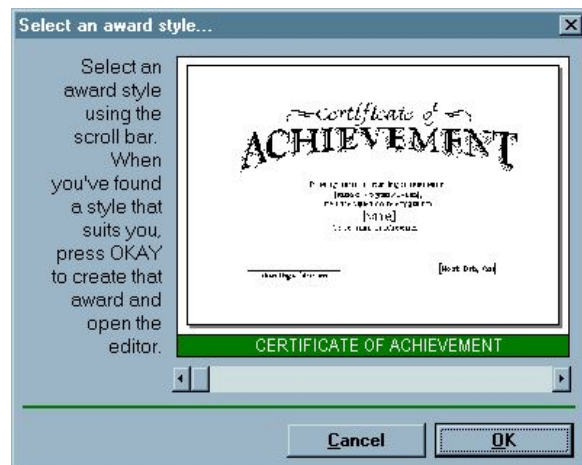 Select an award style...
Select an
award style
using the
scroll bar.
When
you've found
a style that
suits you,
press OKAY
to create that
award and
open the
editor.
Certificate of
ACHIEVEMENT
[Name]
CERTIFICATE OF ACHIEVEMENT
Cancel
OK